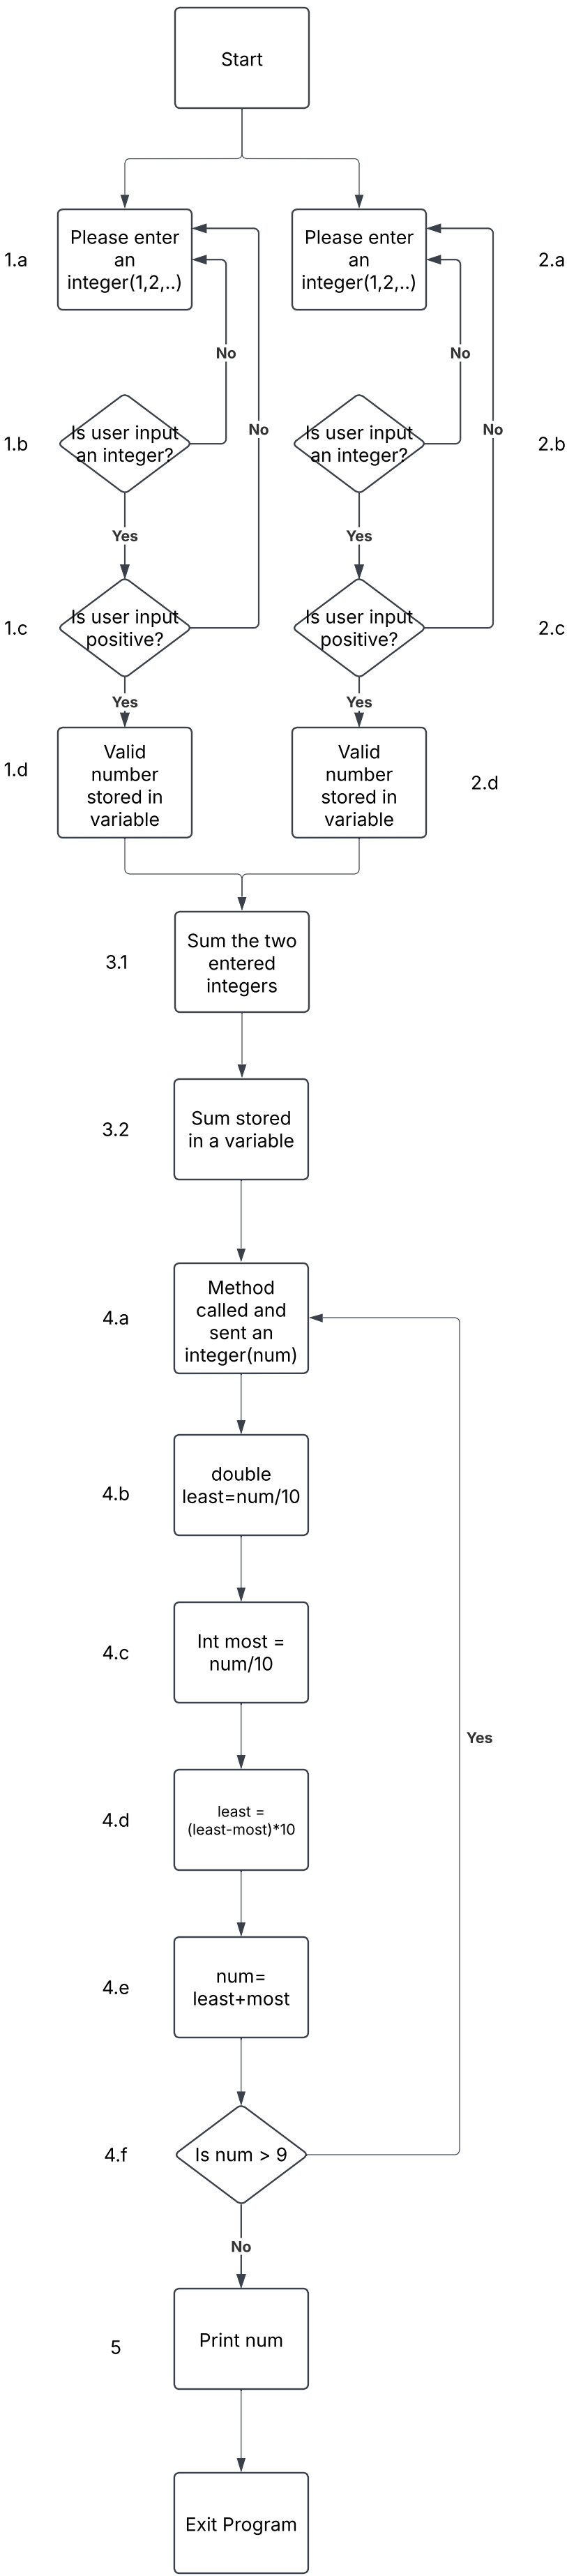 Start
1.a
Please enter
an
integer(1,2,..)
Please enter
an
integer(1,2,..)
2.a
No
No
1.b
Is user input
an integer?
No
Is user input
an integer?
No
2.b
Yes
Yes
1.c
Is user input
positive?
Is user input
positive?
2.c
Yes
Yes
1.d
Valid
number
stored in
variable
Valid
number
stored in
variable
2.d
3.1
Sum the two
entered
integers
3.2
Sum stored
in a variable
4.a
Method
called and
sent an
integer(num)
4.b
double
least=num/10
4.c
Int most =
num/10
Yes
4.d
least =
(least-most)*10
4.e
num=
least+most
4.f
Is num > 9
No
5
Print num
Exit Program